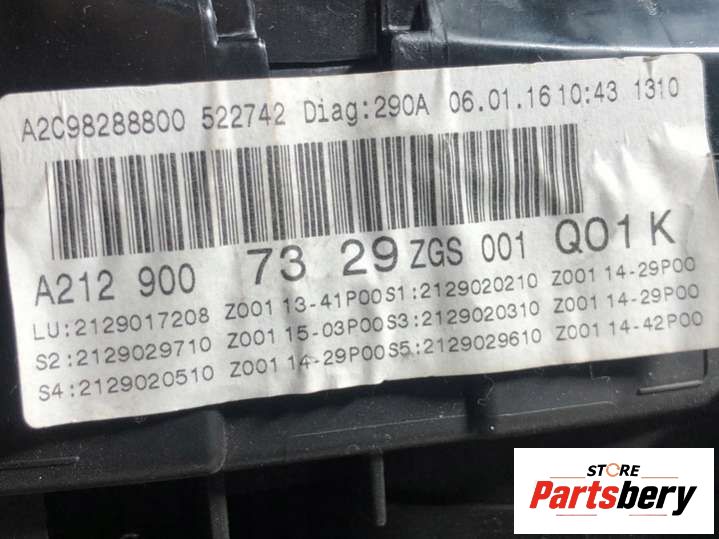 A2C98288800 522742 Diag:290A 06.01.16 10:43 1310
A212 900 73 29 ZGS 001 Q01 K
LU:2129017208 Z001 13-41P00 S1:2129020210 Z001 14-29P00
S2:2129029710 Z001 15-03P00 S3:2129020310 Z001 14-29P00
S4:2129020510 Z001 14-29P00 S5:2129029610 Z001 14-42P00
STORE
Partsbery